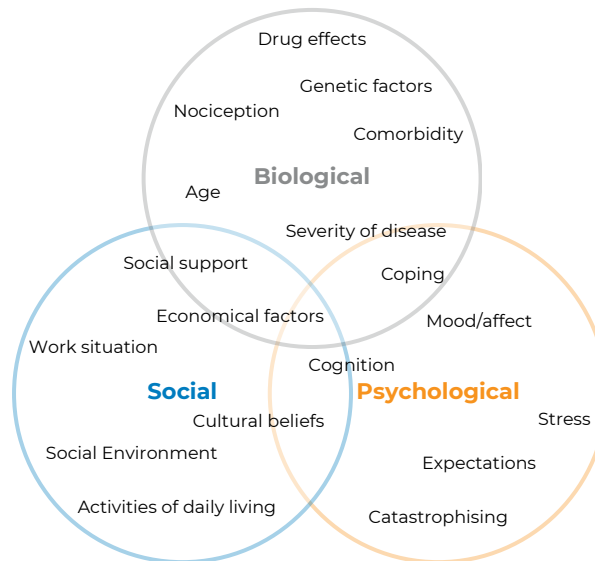 Drug effects
Genetic factors
Nociception
Comorbidity
Biological
Age
Severity of disease
Social support
Coping
Economical factors
Mood/affect
Work situation
Cognition
Social
Psychological
Cultural beliefs
Stress
Social Environment
Expectations
Activities of daily living
Catastrophising